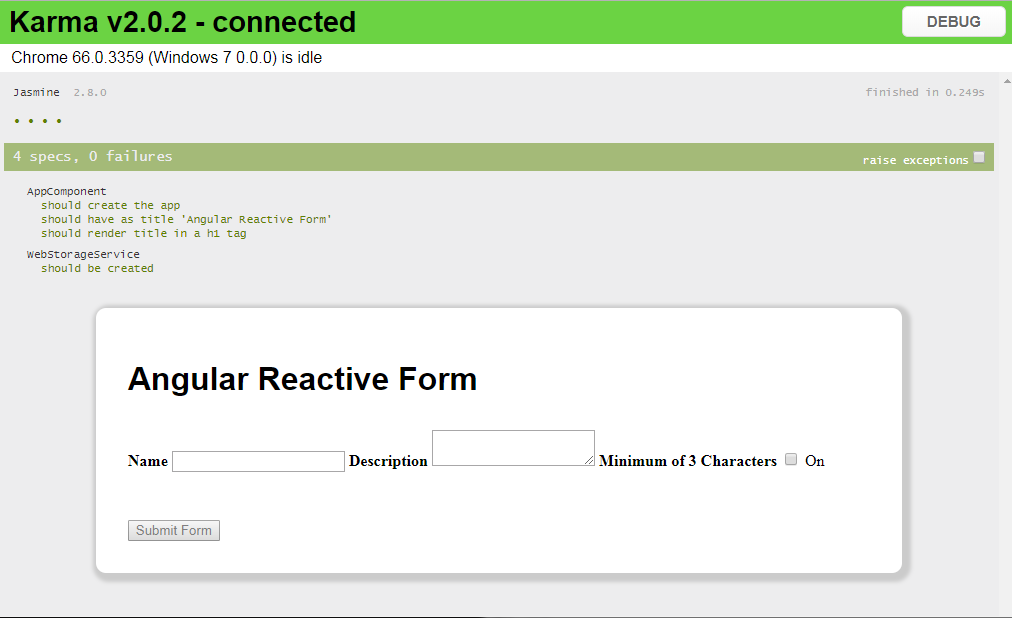 Karma v2.0.2 - connected
DEBUG
Chrome 66.0.3359 (Windows 7 0.0.0) is idle
Jasmine 2.8.0
finished in 0.249s
• • • •
4 specs, 0 failures
raise exceptions
AppComponent
should create the app
should have as title 'Angular Reactive Form'
should render title in a h1 tag
WebStorageService
should be created
Angular Reactive Form
Name Description Minimum of 3 Characters On
Submit Form